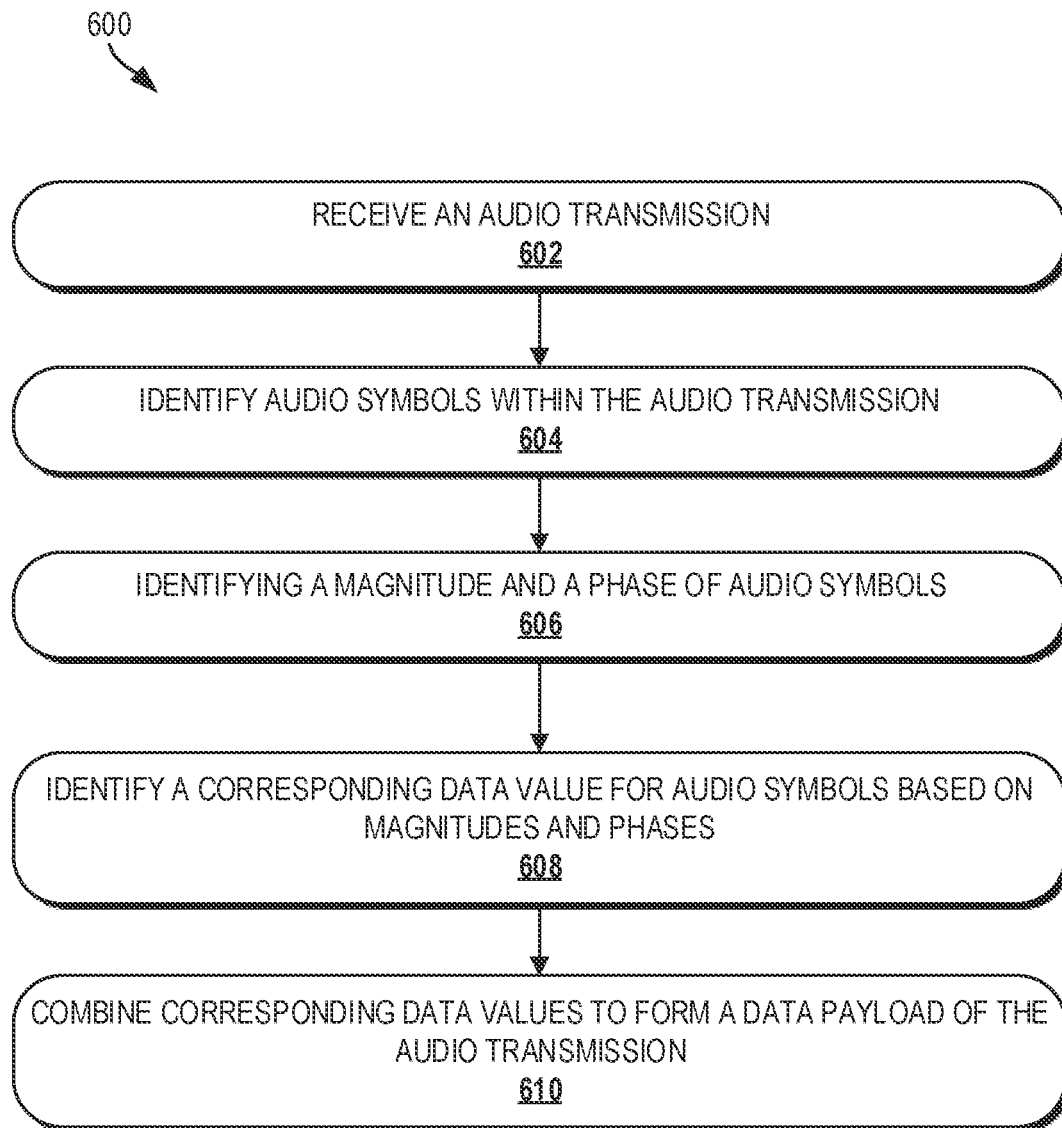 600
RECEIVE AN AUDIO TRANSMISSION
602
IDENTIFY AUDIO SYMBOLS WITHIN THE AUDIO TRANSMISSION
604
IDENTIFYING A MAGNITUDE AND A PHASE OF AUDIO SYMBOLS
606
IDENTIFY A CORRESPONDING DATA VALUE FOR AUDIO SYMBOLS BASED ON
MAGNITUDES AND PHASES
608
COMBINE CORRESPONDING DATA VALUES TO FORM A DATA PAYLOAD OF THE
AUDIO TRANSMISSION
610